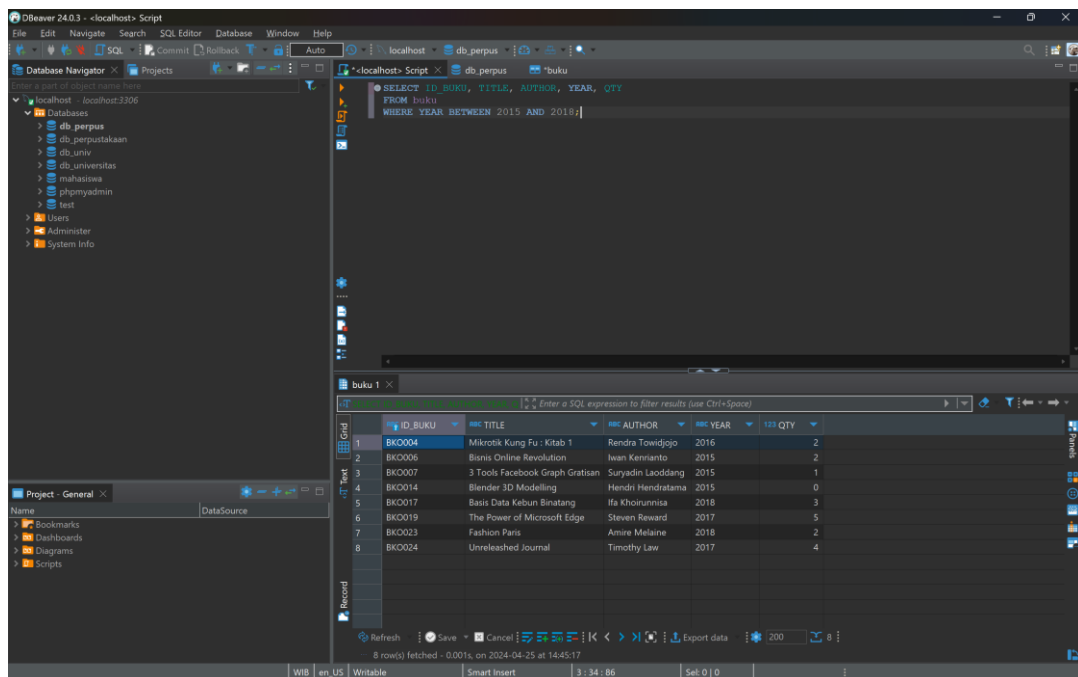 DBeaver 24.0.3 - <localhost> Script
File Edit Navigate Search SQL Editor Database Window Help
SQL Commit Rollback Auto localhost db_perpus
Database Navigator Projects
Enter a part of object name here
localhost - localhost:3306
Databases
db_perpus
db_perpustakaan
db_univ
db_universitas
mahasiswa
phpmyadmin
test
Users
Administer
System Info
Project - General
Name DataSource
Bookmarks
Dashboards
Diagrams
Scripts
*<localhost> Script db_perpus *buku
SELECT ID_BUKU, TITLE, AUTHOR, YEAR, QTY
FROM buku
WHERE YEAR BETWEEN 2015 AND 2018;
buku 1
Enter a SQL expression to filter results (use Ctrl+Space)
Grid
Text
Record
Panels
ID_BUKU ABC TITLE ABC AUTHOR ABC YEAR 123 QTY
1 BKO004 Mikrotik Kung Fu : Kitab 1 Rendra Towidjojo 2016 2
2 BKO006 Bisnis Online Revolution Iwan Kenrianto 2015 2
3 BKO007 3 Tools Facebook Graph Gratisan Suryadin Laoddang 2015 1
4 BKO014 Blender 3D Modelling Hendri Hendratama 2015 0
5 BKO017 Basis Data Kebun Binatang Ifa Khoirunnisa 2018 3
6 BKO019 The Power of Microsoft Edge Steven Reward 2017 5
7 BKO023 Fashion Paris Amire Melaine 2018 2
8 BKO024 Unreleashed Journal Timothy Law 2017 4
Refresh Save Cancel Export data 200 8
8 row(s) fetched - 0.001s, on 2024-04-25 at 14:45:17
WIB en_US Writable Smart Insert 3 : 34 : 86 Sel: 0 | 0